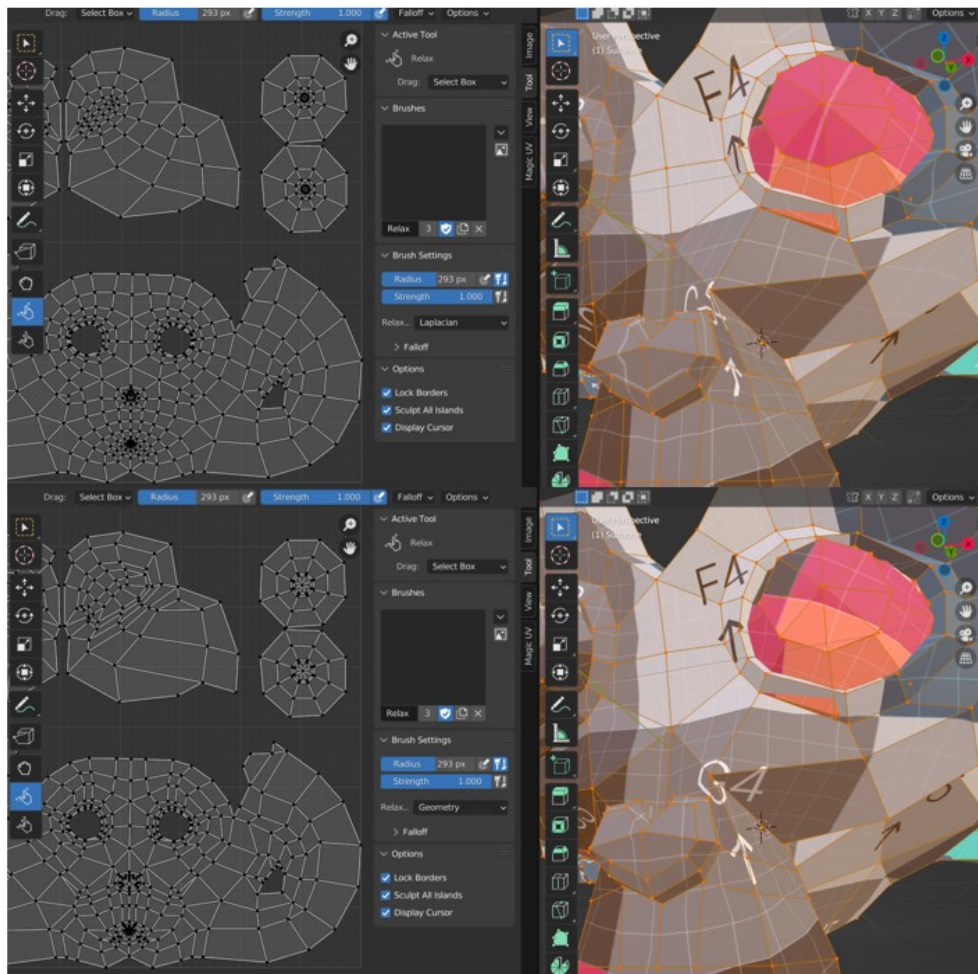 Drag: Select Box Radius 293 px Strength 1.000 Falloff Options
X Y Z Options
Active Tool
Relax
Drag: Select Box
Brushes
Relax 3
Brush Settings
Radius 293 px
Strength 1.000
Relax... Laplacian
Falloff
Options
Lock Borders
Sculpt All Islands
Display Cursor
Image
Tool
View
Magic UV
User Perspective
F4
Z
X
Y
Drag: Select Box Radius 293 px Strength 1.000 Falloff Options
X Y Z Options
Active Tool
Relax
Drag: Select Box
Brushes
Relax 3
Brush Settings
Radius 293 px
Strength 1.000
Relax... Geometry
Falloff
Options
Lock Borders
Sculpt All Islands
Display Cursor
Image
Tool
View
Magic UV
User Perspective
F4
G4
Z
X
Y